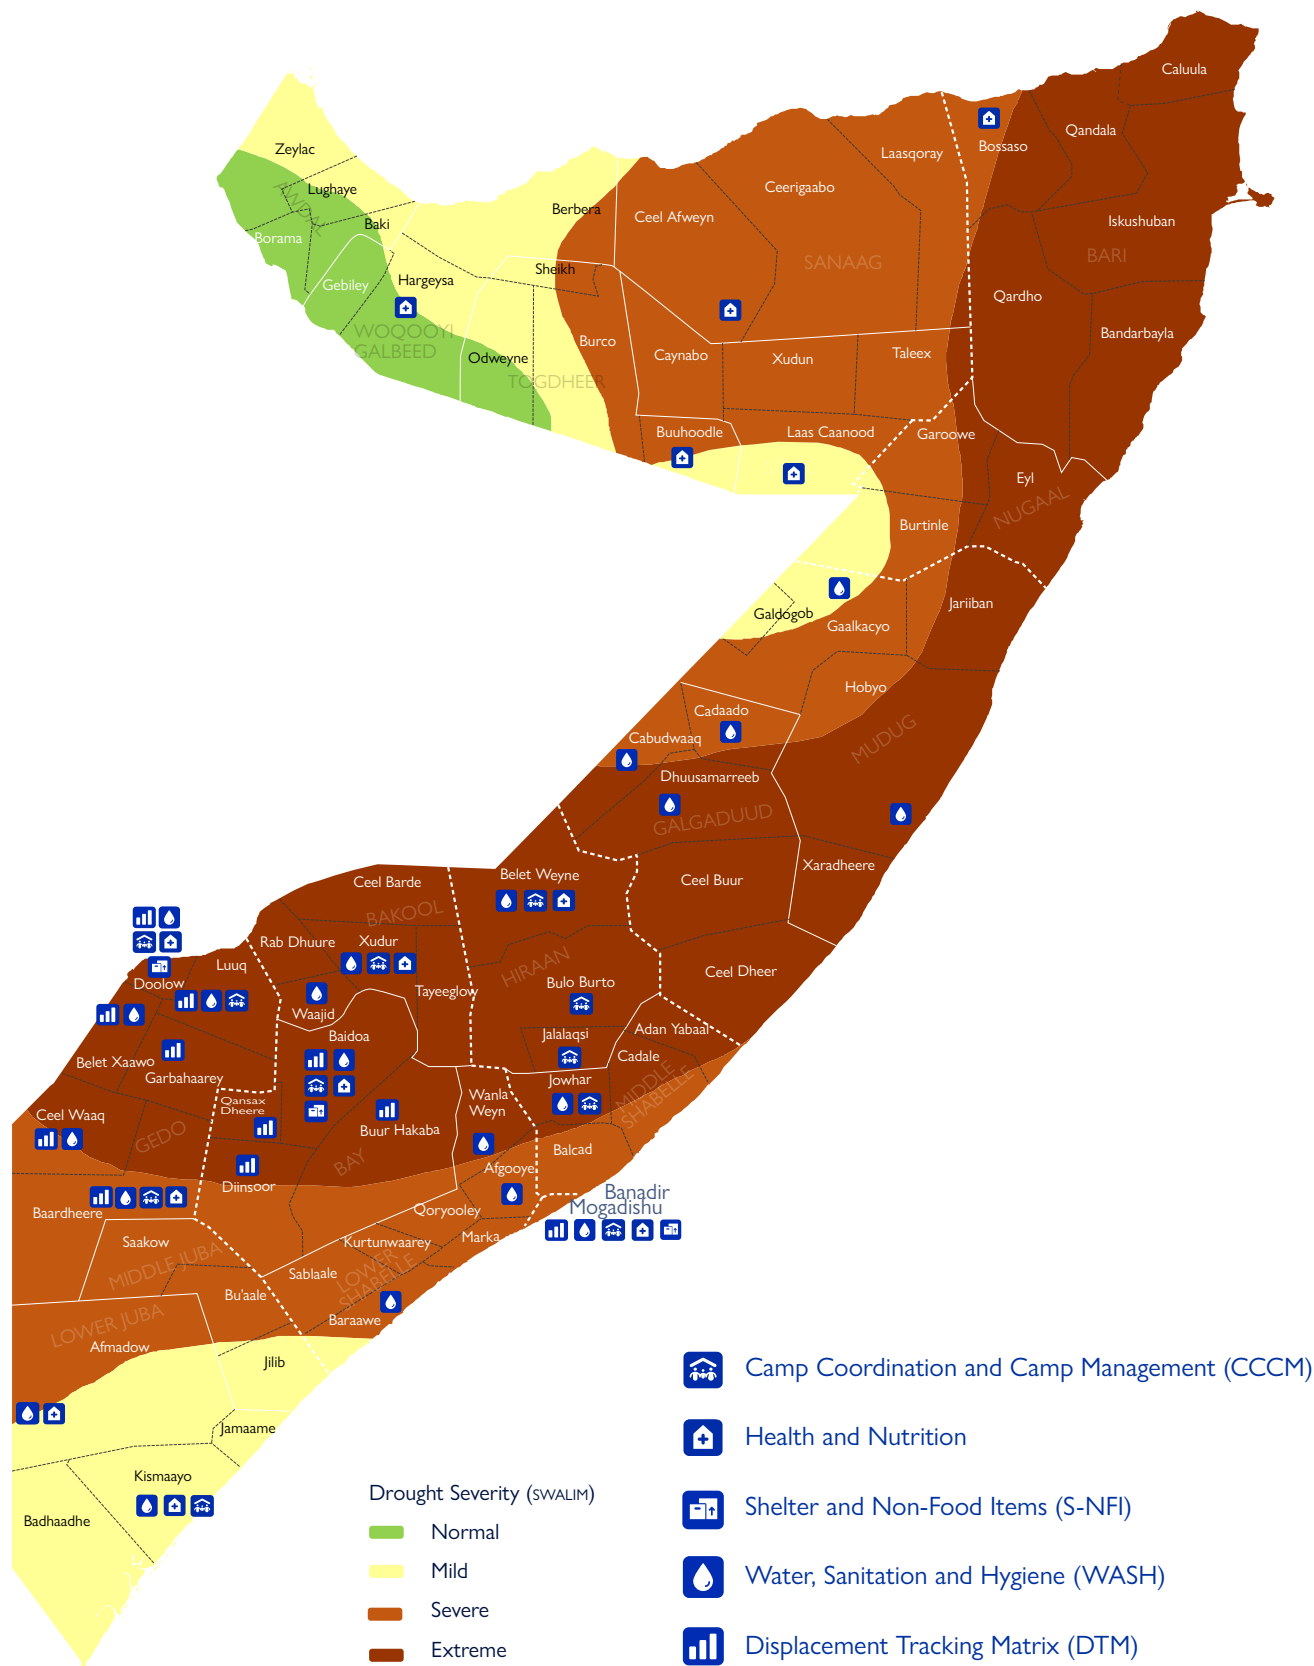 Caluula
Qandala
Bossaso
Laasqoray
Zeylac
Ceerigaabo
Lughaye
AWDAL
Berbera
Ceel Afweyn
Iskushuban
Baki
Borama
BARI
SANAAG
Sheikh
Hargeysa
Gebiley
Qardho
WOQOOYI
GALBEED
Bandarbayla
Burco
Caynabo
Xudun
Taleex
Odweyne
TOGDHEER
Buuhoodle
Laas Caanood
Garoowe
Eyl
NUGAAL
Burtinle
Jariiban
Galdogob
Gaalkacyo
Hobyo
Cadaado
Cabudwaaq
MUDUG
Dhuusamarreeb
GALGADUUD
Xaradheere
Belet Weyne
Ceel Buur
Ceel Barde
BAKOOL
Rab Dhuure
Xudur
HIRAAN
Luuq
Ceel Dheer
Doolow
Tayeeglow
Bulo Burto
Waajid
Baidoa
Jalalaqsi
Adan Yabaal
Cadale
Belet Xaawo
Garbahaarey
Jowhar
MIDDLE
SHABELLE
Qansax
Dheere
Wanla
Weyn
Ceel Waaq
GEDO
Buur Hakaba
BAY
Balcad
Afgooye
Diinsoor
Banadir
Mogadishu
Baardheere
Qoryooley
Marka
Saakow
Kurtunwaarey
MIDDLE JUBA
Sablaale
LOWER
SHABELLE
Bu'aale
Baraawe
LOWER JUBA
Afmadow
Jilib
Jamaame
Kismaayo
Badhaadhe
Drought Severity (SWALIM)
Normal
Mild
Severe
Extreme
Camp Coordination and Camp Management (CCCM)
Health and Nutrition
Shelter and Non-Food Items (S-NFI)
Water, Sanitation and Hygiene (WASH)
Displacement Tracking Matrix (DTM)